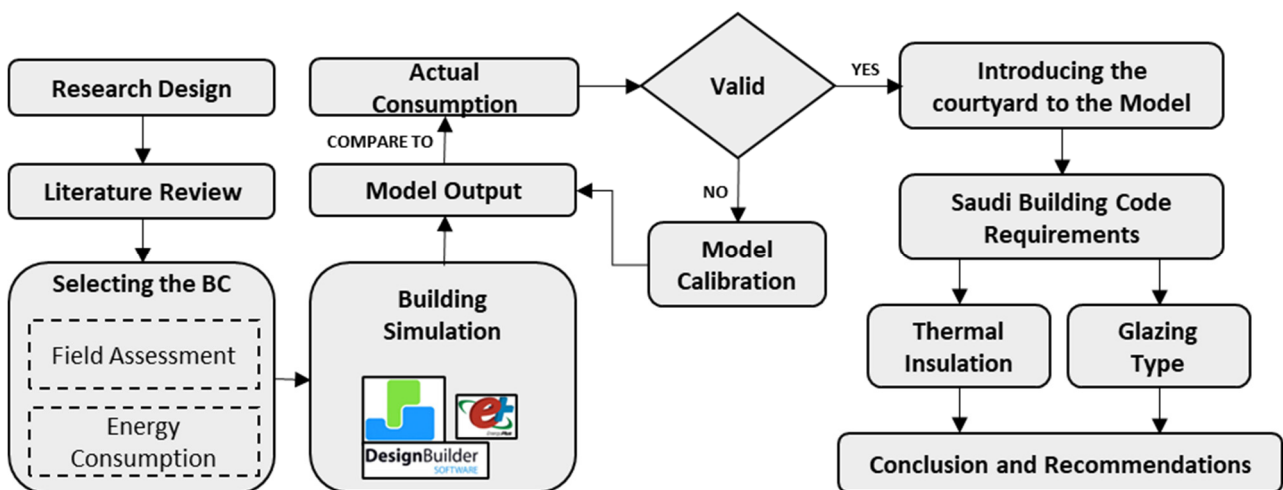 Research Design
Literature Review
Selecting the BC
Field Assessment
Energy
Consumption
Building
Simulation
DesignBuilder
SOFTWARE
e+
EnergyPlus
Model Output
COMPARE TO
Actual
Consumption
Valid
NO
Model
Calibration
YES
Introducing the
courtyard to the Model
Saudi Building Code
Requirements
Thermal
Insulation
Glazing
Type
Conclusion and Recommendations